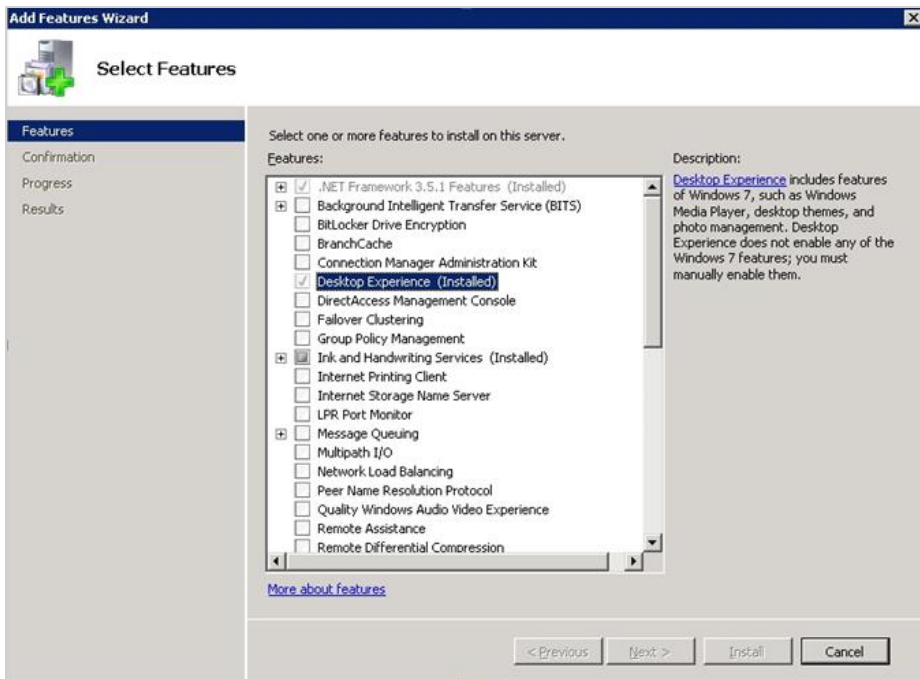 Add Features Wizard
Select Features
Features
Confirmation
Progress
Results
Select one or more features to install on this server.
Features:
.NET Framework 3.5.1 Features (Installed)
Background Intelligent Transfer Service (BITS)
BitLocker Drive Encryption
BranchCache
Connection Manager Administration Kit
Desktop Experience (Installed)
DirectAccess Management Console
Failover Clustering
Group Policy Management
Ink and Handwriting Services (Installed)
Internet Printing Client
Internet Storage Name Server
LPR Port Monitor
Message Queuing
Multipath I/O
Network Load Balancing
Peer Name Resolution Protocol
Quality Windows Audio Video Experience
Remote Assistance
Remote Differential Compression
More about features
Description:
Desktop Experience includes features
of Windows 7, such as Windows
Media Player, desktop themes, and
photo management. Desktop
Experience does not enable any of the
Windows 7 features; you must
manually enable them.
< Previous
Next >
Install
Cancel